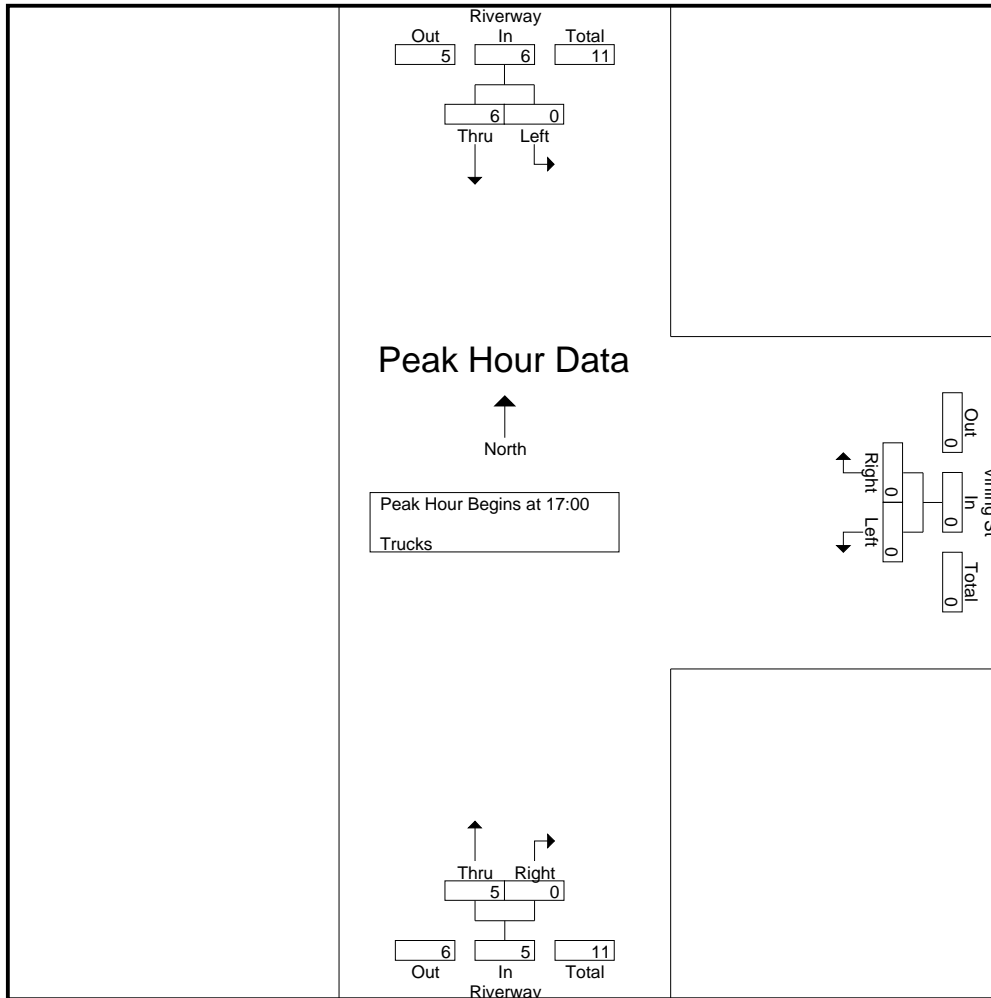 Riverway
Out In Total
5 6 11
6 0
Thru Left
Peak Hour Data
North
Peak Hour Begins at 17:00
Trucks
Out
0
In
0
Total
0
Right
0
Left
0
St
Thru Right
5 0
6 5 11
Out In Total
Riverway